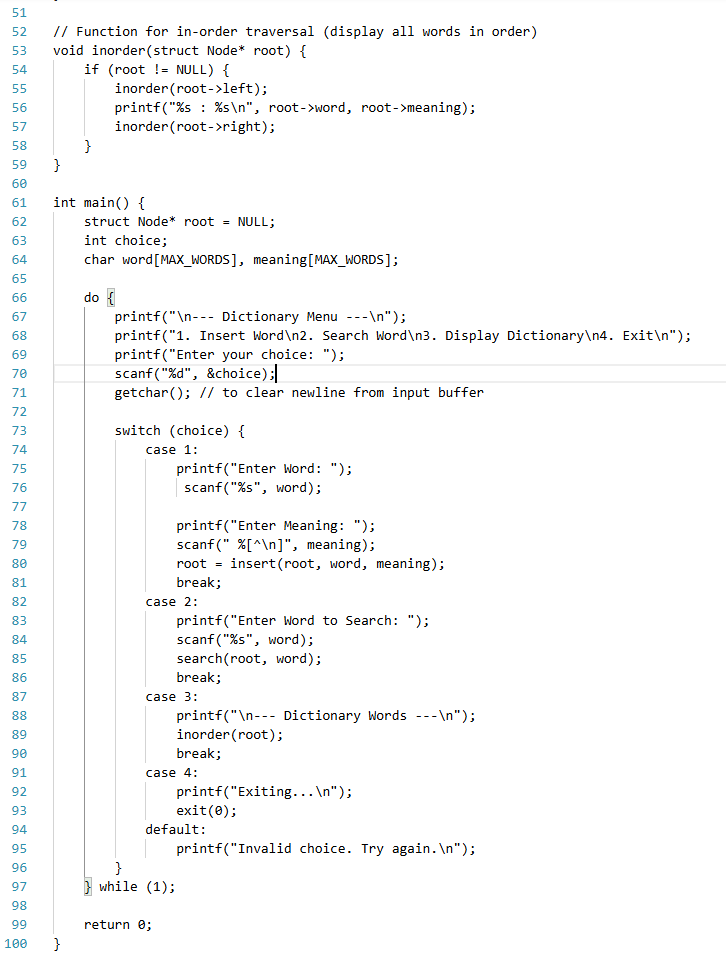 51
52 // Function for in-order traversal (display all words in order)
53 void inorder(struct Node* root) {
54     if (root != NULL) {
55         inorder(root->left);
56         printf("%s : %s\n", root->word, root->meaning);
57         inorder(root->right);
58     }
59 }
60
61 int main() {
62     struct Node* root = NULL;
63     int choice;
64     char word[MAX_WORDS], meaning[MAX_WORDS];
65
66     do {
67         printf("\n--- Dictionary Menu ---\n");
68         printf("1. Insert Word\n2. Search Word\n3. Display Dictionary\n4. Exit\n");
69         printf("Enter your choice: ");
70         scanf("%d", &choice);
71         getchar(); // to clear newline from input buffer
72
73         switch (choice) {
74             case 1:
75                 printf("Enter Word: ");
76                  scanf("%s", word);
77
78                 printf("Enter Meaning: ");
79                 scanf(" %[^\n]", meaning);
80                 root = insert(root, word, meaning);
81                 break;
82             case 2:
83                 printf("Enter Word to Search: ");
84                 scanf("%s", word);
85                 search(root, word);
86                 break;
87             case 3:
88                 printf("\n--- Dictionary Words ---\n");
89                 inorder(root);
90                 break;
91             case 4:
92                 printf("Exiting...\n");
93                 exit(0);
94             default:
95                 printf("Invalid choice. Try again.\n");
96         }
97     } while (1);
98
99     return 0;
100 }